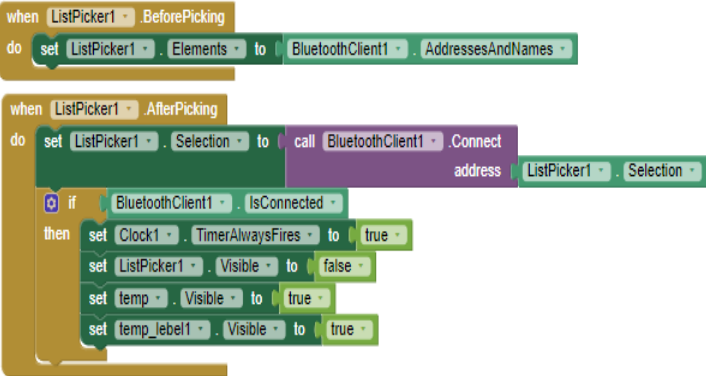 when ListPicker1 .BeforePicking
do set ListPicker1 . Elements to BluetoothClient1 . AddressesAndNames
when ListPicker1 .AfterPicking
do set ListPicker1 . Selection to call BluetoothClient1 .Connect
address ListPicker1 . Selection
if BluetoothClient1 . IsConnected
then set Clock1 . TimerAlwaysFires to true
set ListPicker1 . Visible to false
set temp . Visible to true
set temp_lebel1 . Visible to true